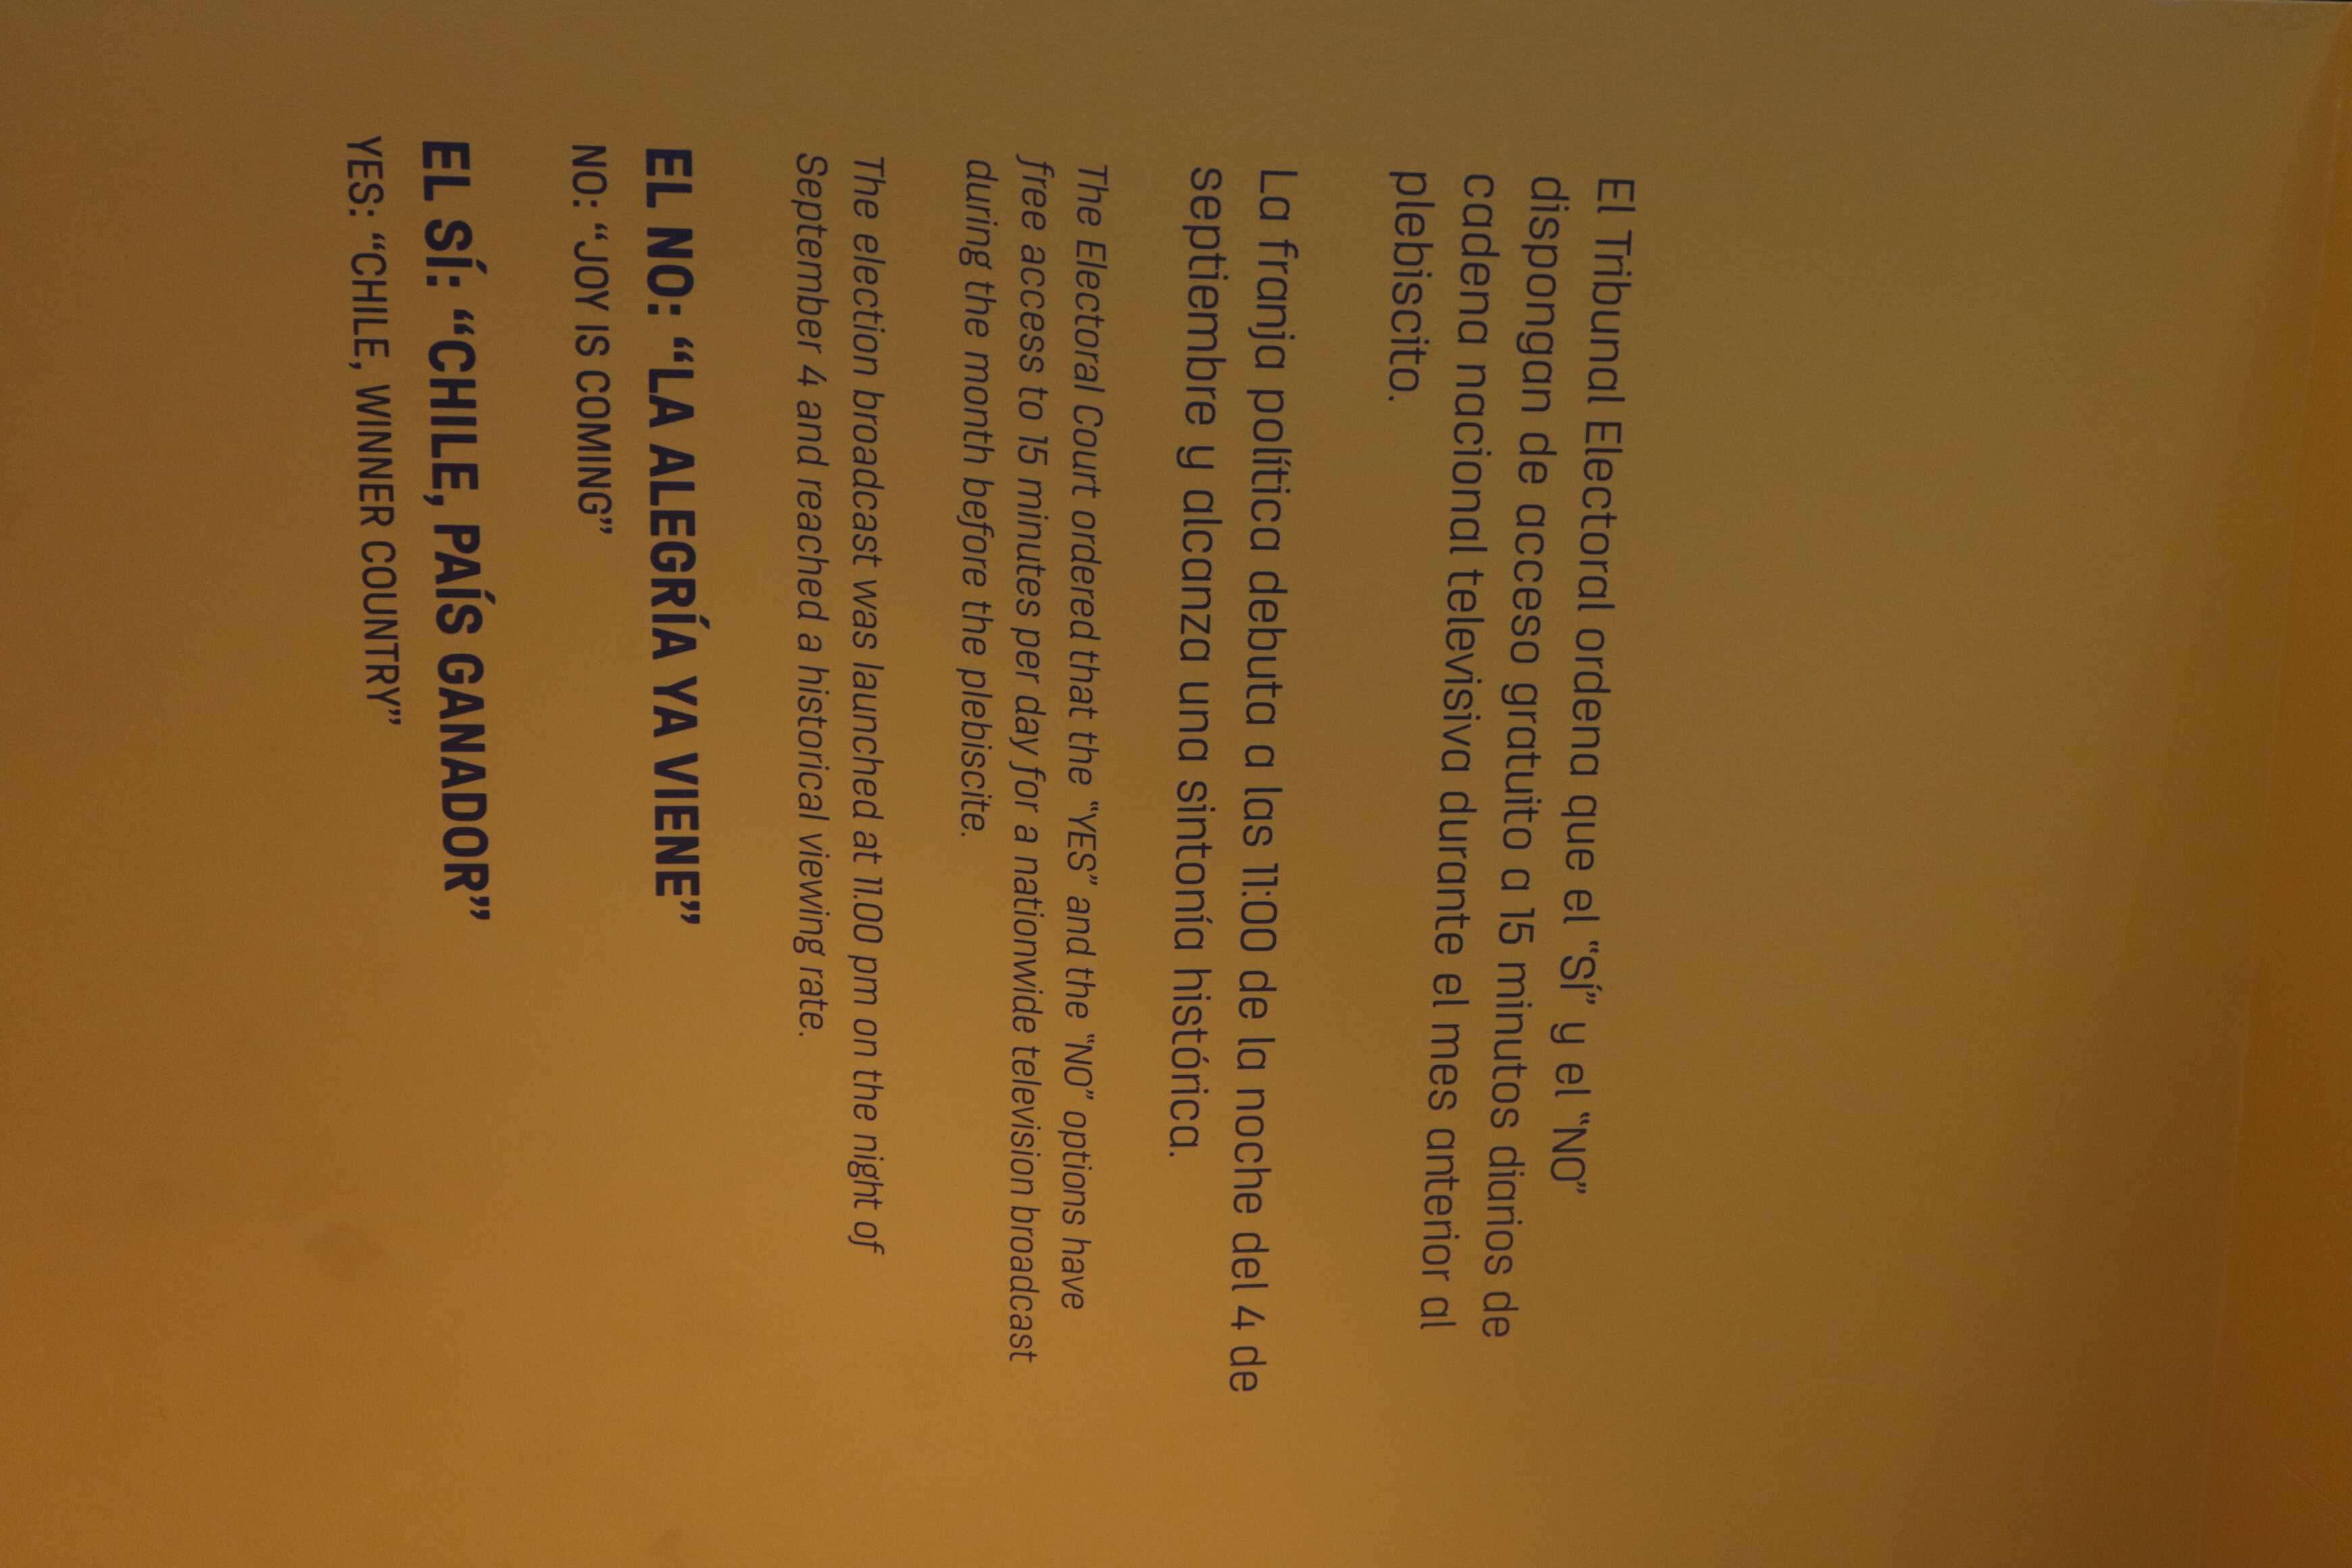 El Tribunal Electoral ordena que el “SÍ” y el “NO”
dispongan de acceso gratuito a 15 minutos diarios de
cadena nacional televisiva durante el mes anterior al
plebiscito.
La franja política debuta a las 11:00 de la noche del 4 de
septiembre y alcanza una sintonía histórica.
The Electoral Court ordered that the “YES” and the “NO” options have
free access to 15 minutes per day for a nationwide television broadcast
during the month before the plebiscite.
The election broadcast was launched at 11.00 pm on the night of
September 4 and reached a historical viewing rate.
EL NO: “LA ALEGRÍA YA VIENE”
NO: “JOY IS COMING”
EL SÍ: “CHILE, PAÍS GANADOR”
YES: “CHILE, WINNER COUNTRY”